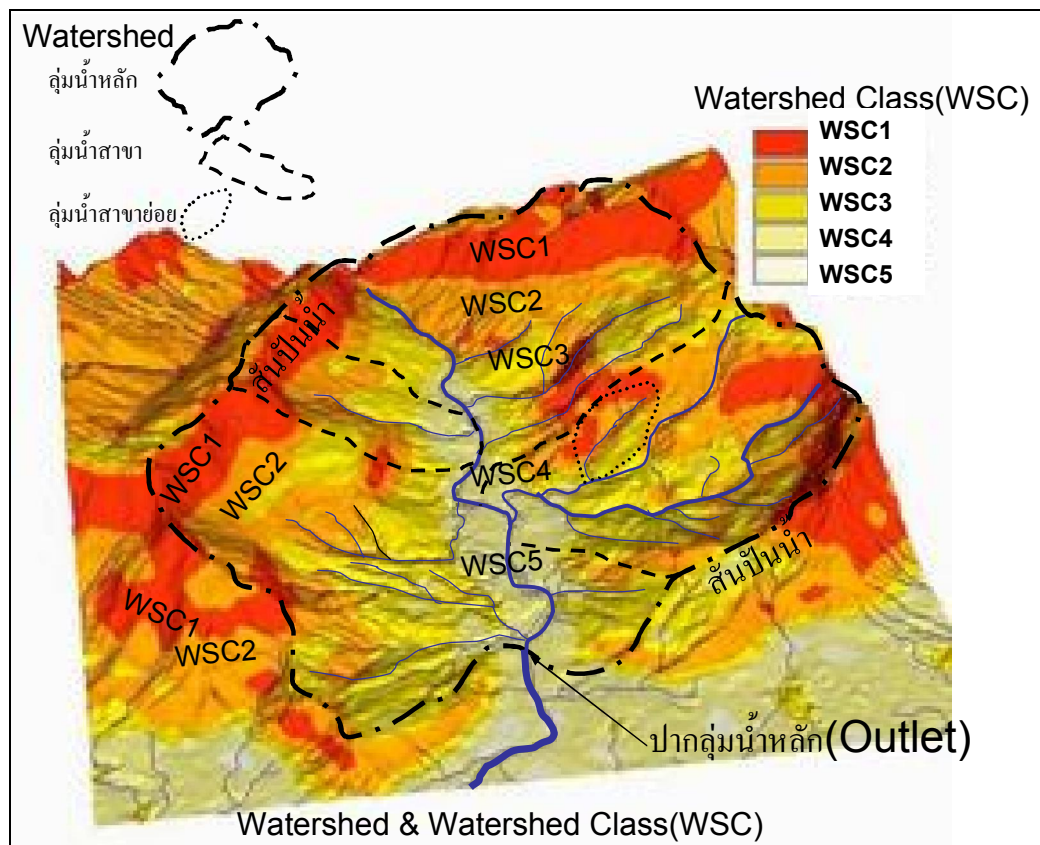 Watershed
ลุ่มน้ำหลัก
ลุ่มน้ำสาขา
ลุ่มน้ำสาขาย่อย
Watershed Class(WSC)
WSC1
WSC2
WSC3
WSC4
WSC5
WSC1
WSC2
WSC3
สันปันน้ำ
WSC1
WSC2
WSC4
WSC5
สันปันน้ำ
WSC1
WSC2
ปากลุ่มน้ำหลัก(Outlet)
Watershed & Watershed Class(WSC)